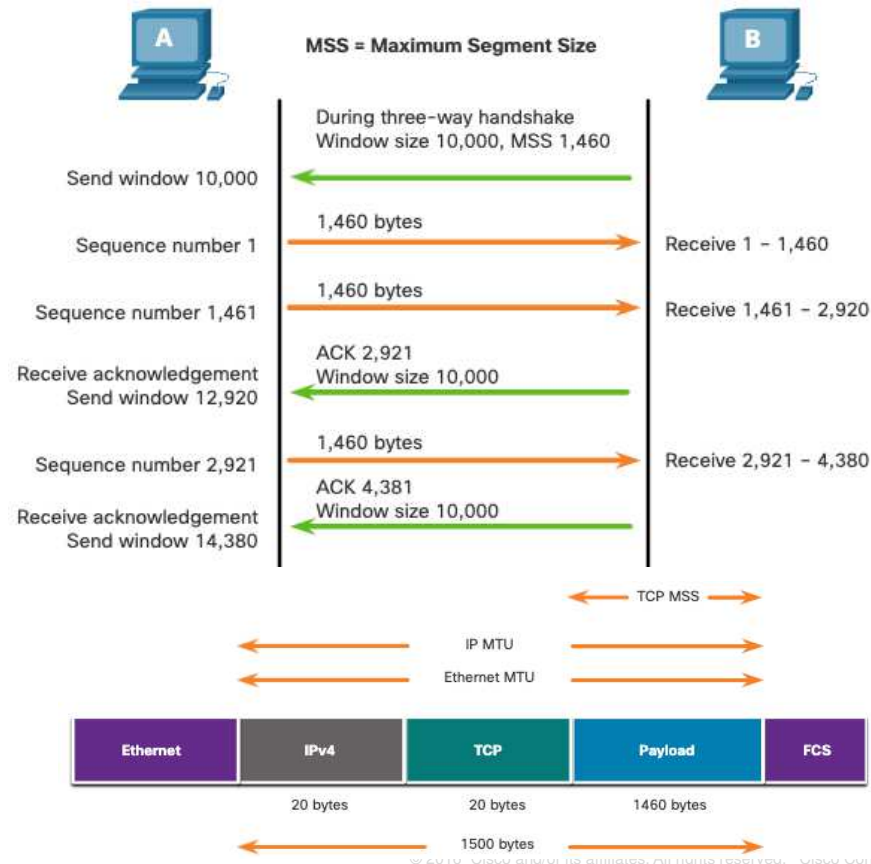 A
MSS = Maximum Segment Size
B
During three-way handshake
Window size 10,000, MSS 1,460
Send window 10,000
1,460 bytes
Sequence number 1
Receive 1 - 1,460
1,460 bytes
Sequence number 1,461
Receive 1,461 - 2,920
ACK 2,921
Window size 10,000
Receive acknowledgement
Send window 12,920
1,460 bytes
Sequence number 2,921
Receive 2,921 - 4,380
ACK 4,381
Window size 10,000
Receive acknowledgement
Send window 14,380
TCP MSS
IP MTU
Ethernet MTU
Ethernet
IPv4
TCP
Payload
FCS
20 bytes
20 bytes
1460 bytes
1500 bytes
Cisco and/or its affiliates. All rights reserved. Cisco